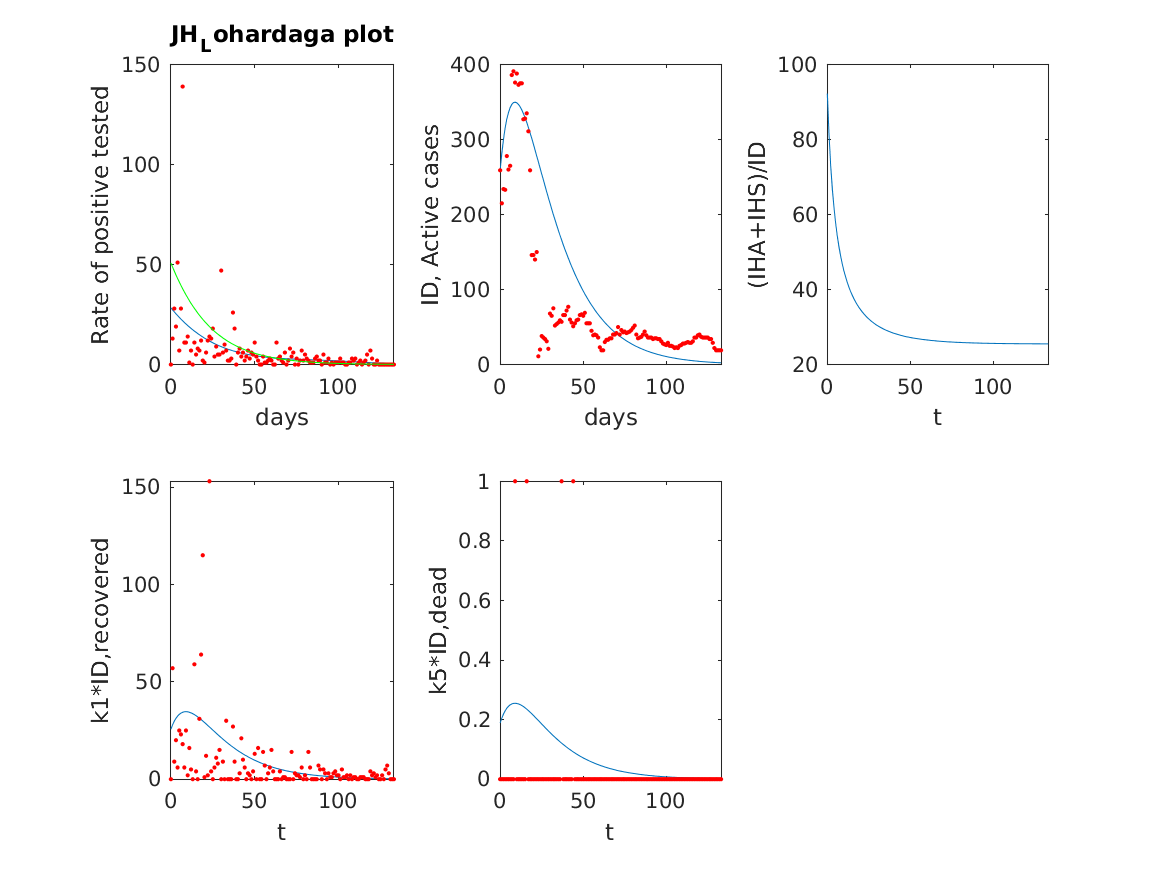 JH_Lohardaga plot
150
100
50
0
0 50 100
days
Rate of positive tested
400
300
200
100
0
0 50 100
days
ID, Active cases
100
80
60
40
20
0 50 100
t
(IHA+IHS)/ID
150
100
50
0
0 50 100
t
k1*ID,recovered
1
0.8
0.6
0.4
0.2
0
0 50 100
t
k5*ID,dead